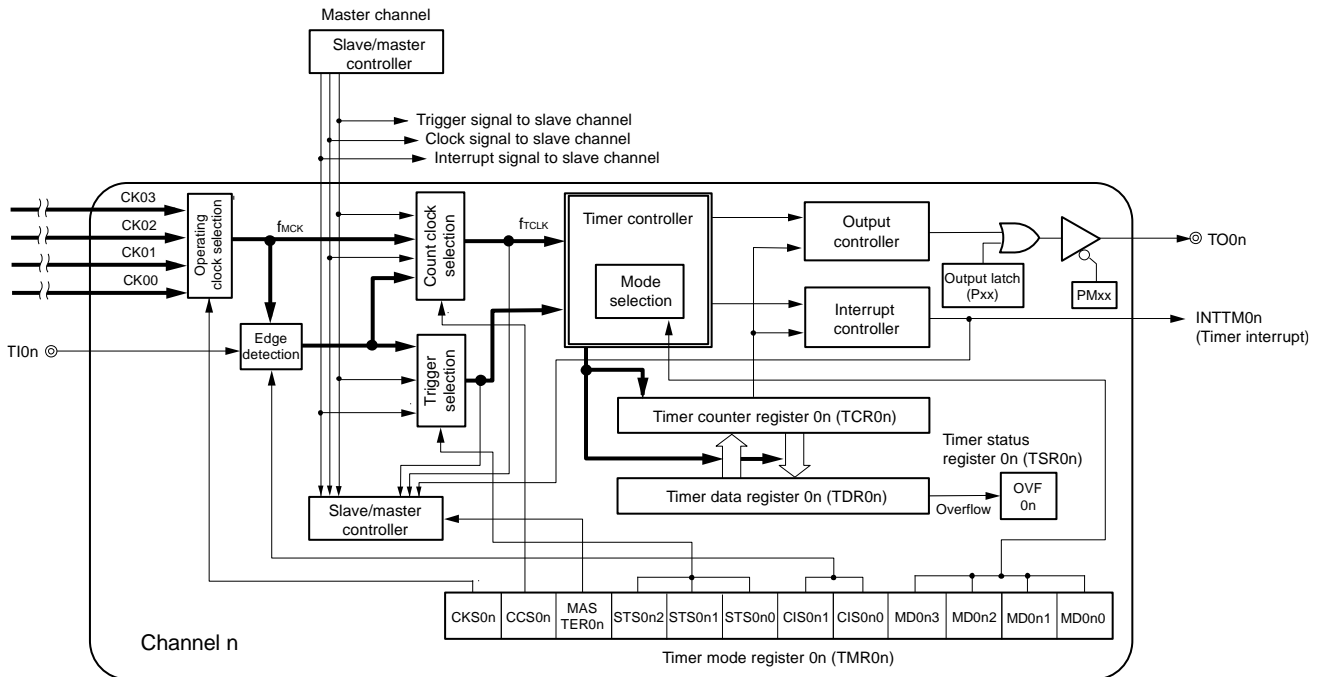 Master channel
Slave/master
controller
Trigger signal to slave channel
Clock signal to slave channel
Interrupt signal to slave channel
CK03
CK02
CK01
CK00
Operating
clock selection
fMCK
Count clock
selection
fTCLK
Timer controller
Mode
selection
Output
controller
Output latch
(Pxx)
PMxx
TO0n
Interrupt
controller
INTTM0n
(Timer interrupt)
TI0n
Edge
detection
Trigger
selection
Timer counter register 0n (TCR0n)
Timer status
register 0n (TSR0n)
Timer data register 0n (TDR0n)
Overflow
OVF
0n
Slave/master
controller
CKS0n
CCS0n
MAS
TER0n
STS0n2
STS0n1
STS0n0
CIS0n1
CIS0n0
MD0n3
MD0n2
MD0n1
MD0n0
Channel n
Timer mode register 0n (TMR0n)